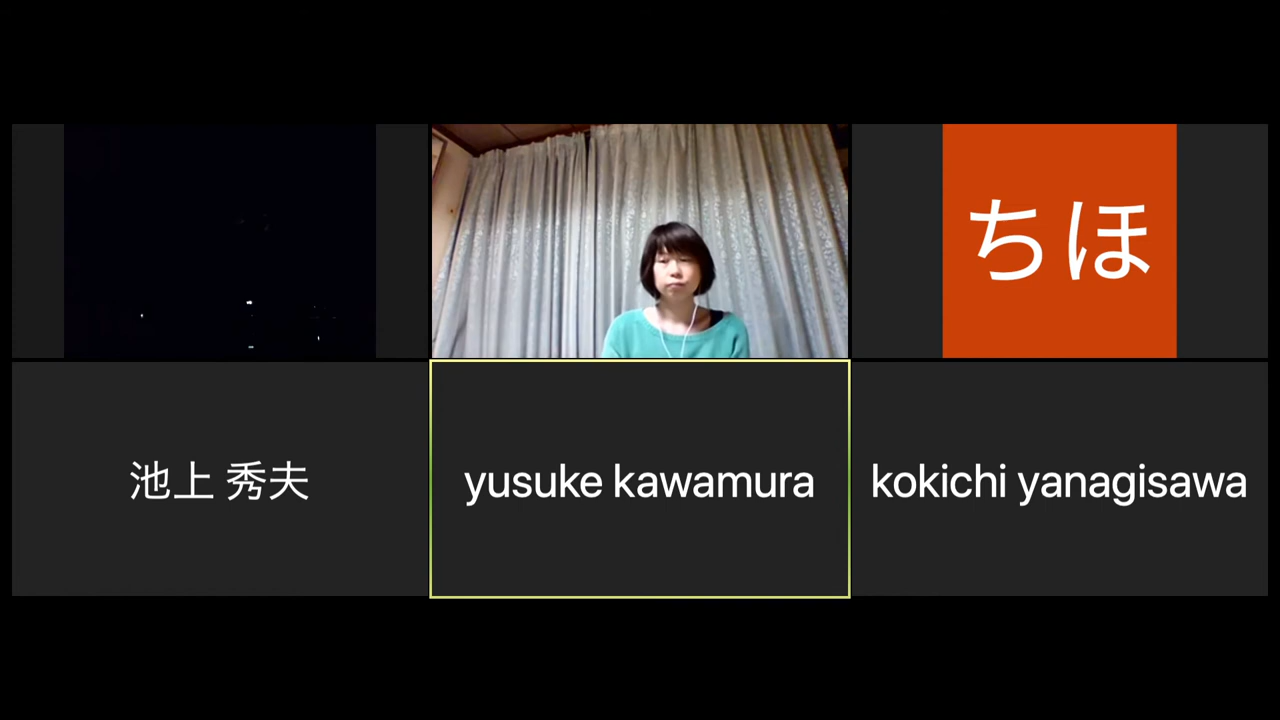 ちほ
池上 秀夫
yusuke kawamura
kokichi yanagisawa